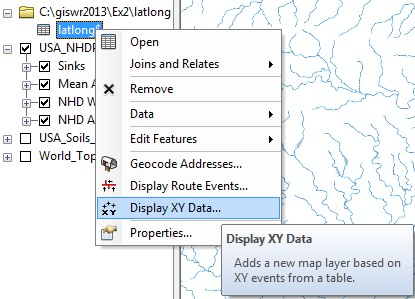 C:\giswr2013\Ex2\latlong
latlong
Open
USA_NHDP
Joins and Relates
Sinks
Remove
Mean A
NHD W
Data
NHD A
Edit Features
USA_Soils_
World_Top
Geocode Addresses...
Display Route Events...
Display XY Data...
Properties...
Display XY Data
Adds a new map layer based on
XY events from a table.